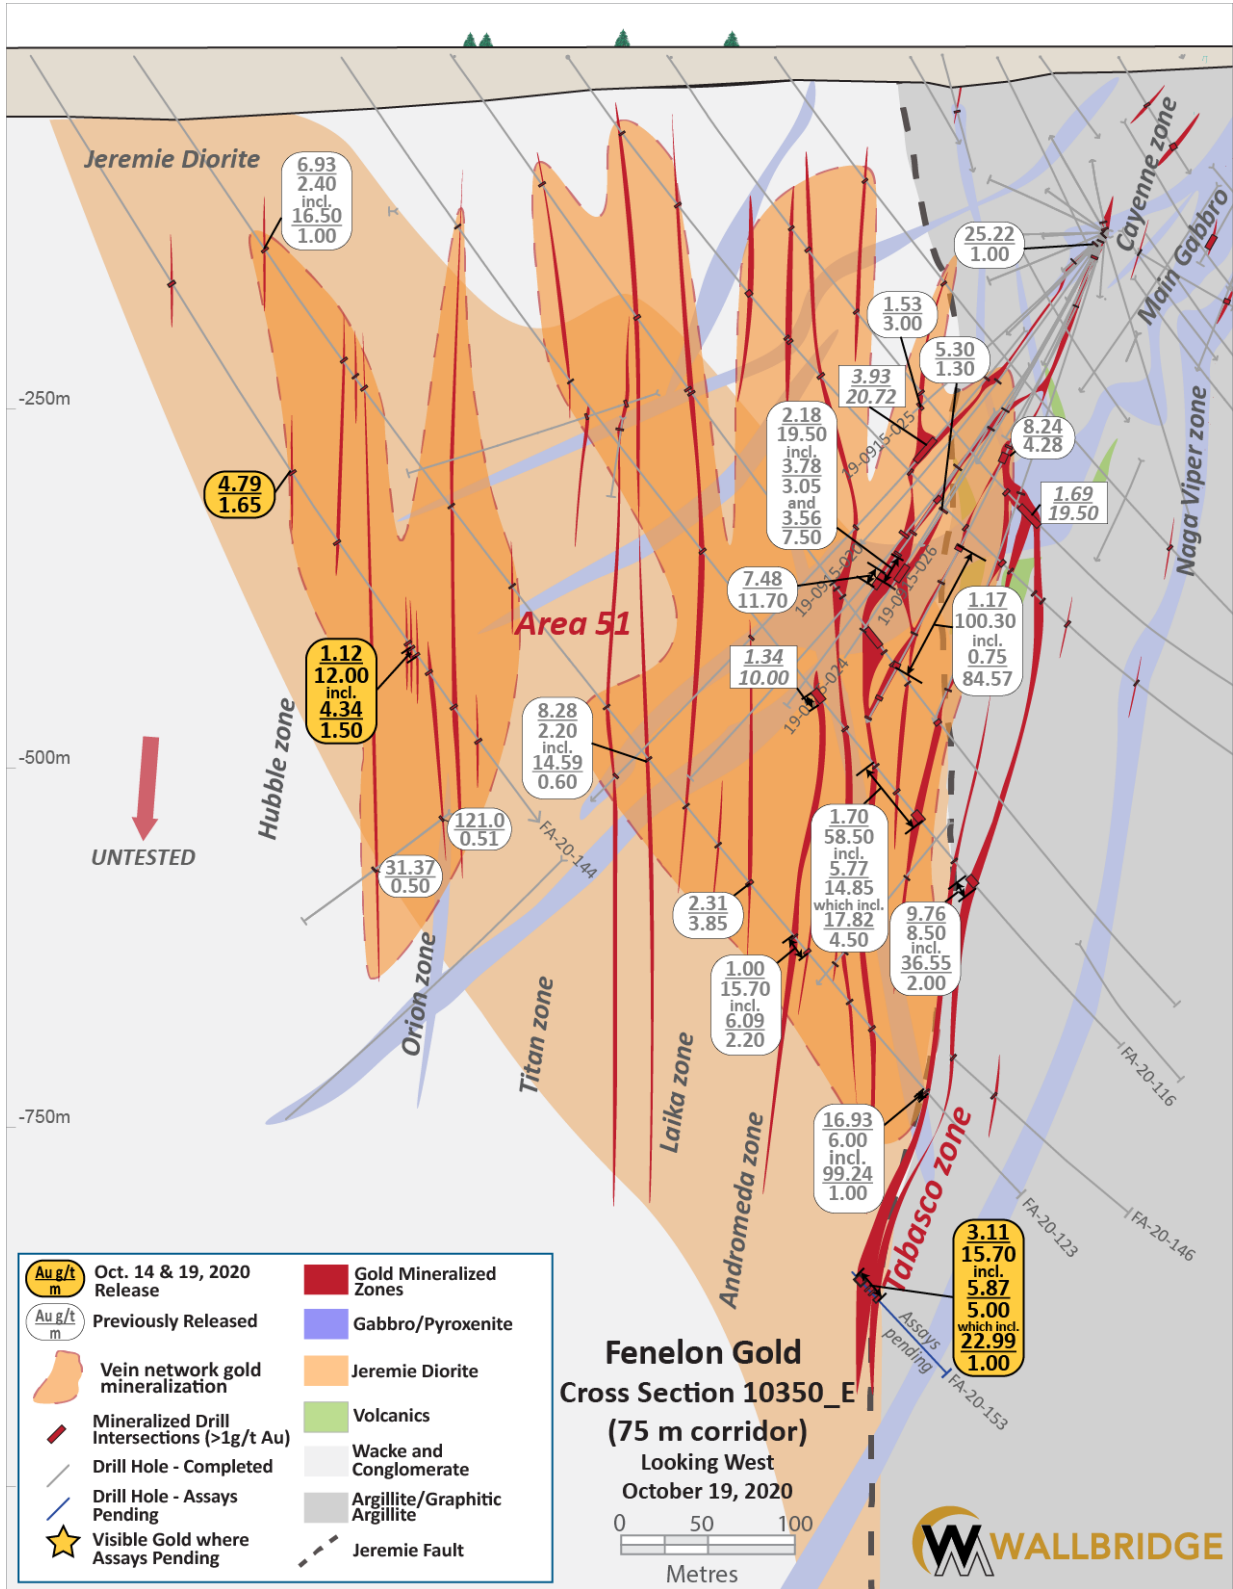 Jeremie Diorite
6.93
2.40
incl.
16.50
1.00
Cayenne zone
Main Gabbro
25.22
1.00
1.53
3.00
5.30
1.30
3.93
20.72
-250m
2.18
19.50
incl.
3.78
3.05
and
3.56
7.50
19-0915-025
8.24
4.28
Naga Viper zone
4.79
1.65
1.69
19.50
7.48
11.70
19-0915-020
19-0915-026
Area 51
1.17
100.30
incl.
0.75
84.57
1.12
12.00
incl.
4.34
1.50
1.34
10.00
Hubble zone
8.28
2.20
incl.
14.59
0.60
-500m
UNTESTED
121.0
0.51
FA-20-144
31.37
0.50
1.70
58.50
incl.
5.77
14.85
which incl.
17.82
4.50
2.31
3.85
9.76
8.50
incl.
36.55
2.00
Orion zone
Titan zone
1.00
15.70
incl.
6.09
2.20
Laika zone
FA-20-116
-750m
Andromeda zone
16.93
6.00
incl.
99.24
1.00
Tabasco zone
FA-20-123
FA-20-146
3.11
15.70
incl.
5.87
5.00
which incl.
22.99
1.00
Assays
pending
FA-20-153
Au g/t
m
Oct. 14 & 19, 2020
Release
Au g/t
m
Previously Released
Vein network gold
mineralization
Mineralized Drill
Intersections (>1g/t Au)
Drill Hole - Completed
Drill Hole - Assays
Pending
Visible Gold where
Assays Pending
Gold Mineralized
Zones
Gabbro/Pyroxenite
Jeremie Diorite
Volcanics
Wacke and
Conglomerate
Argillite/Graphitic
Argillite
Jeremie Fault
Fenelon Gold
Cross Section 10350_E
(75 m corridor)
Looking West
October 19, 2020
0 50 100
Metres
WALLBRIDGE